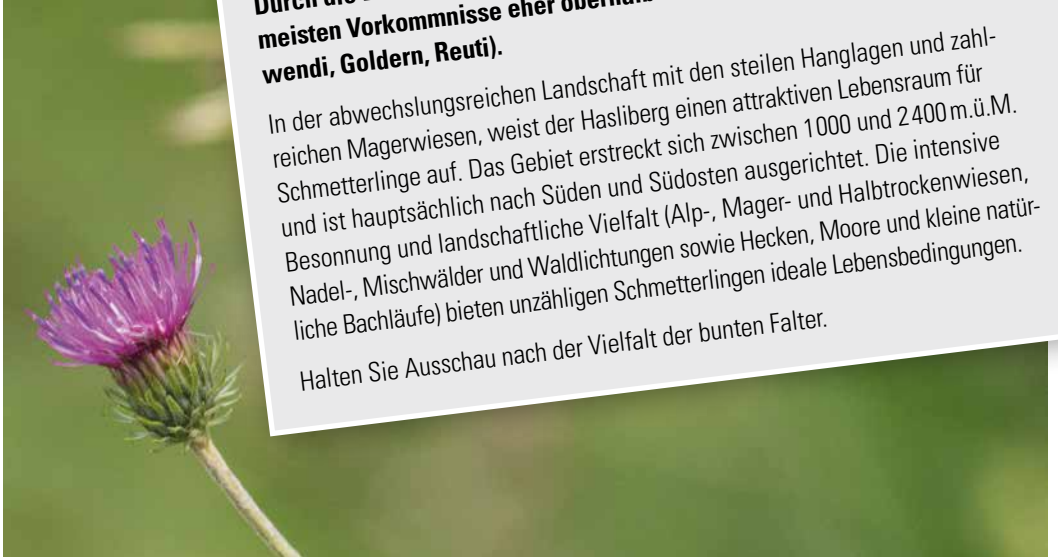 Durch die
meisten Vorkommnisse eher oberhalb
wendi, Goldern, Reuti).
In der abwechslungsreichen Landschaft mit den steilen Hanglagen und zahl-
reichen Magerwiesen, weist der Hasliberg einen attraktiven Lebensraum für
Schmetterlinge auf. Das Gebiet erstreckt sich zwischen 1000 und 2400 m.ü.M.
und ist hauptsächlich nach Süden und Südosten ausgerichtet. Die intensive
Besonnung und landschaftliche Vielfalt (Alp-, Mager- und Halbtrockenwiesen,
Nadel-, Mischwälder und Waldlichtungen sowie Hecken, Moore und kleine natür-
liche Bachläufe) bieten unzähligen Schmetterlingen ideale Lebensbedingungen.
Halten Sie Ausschau nach der Vielfalt der bunten Falter.